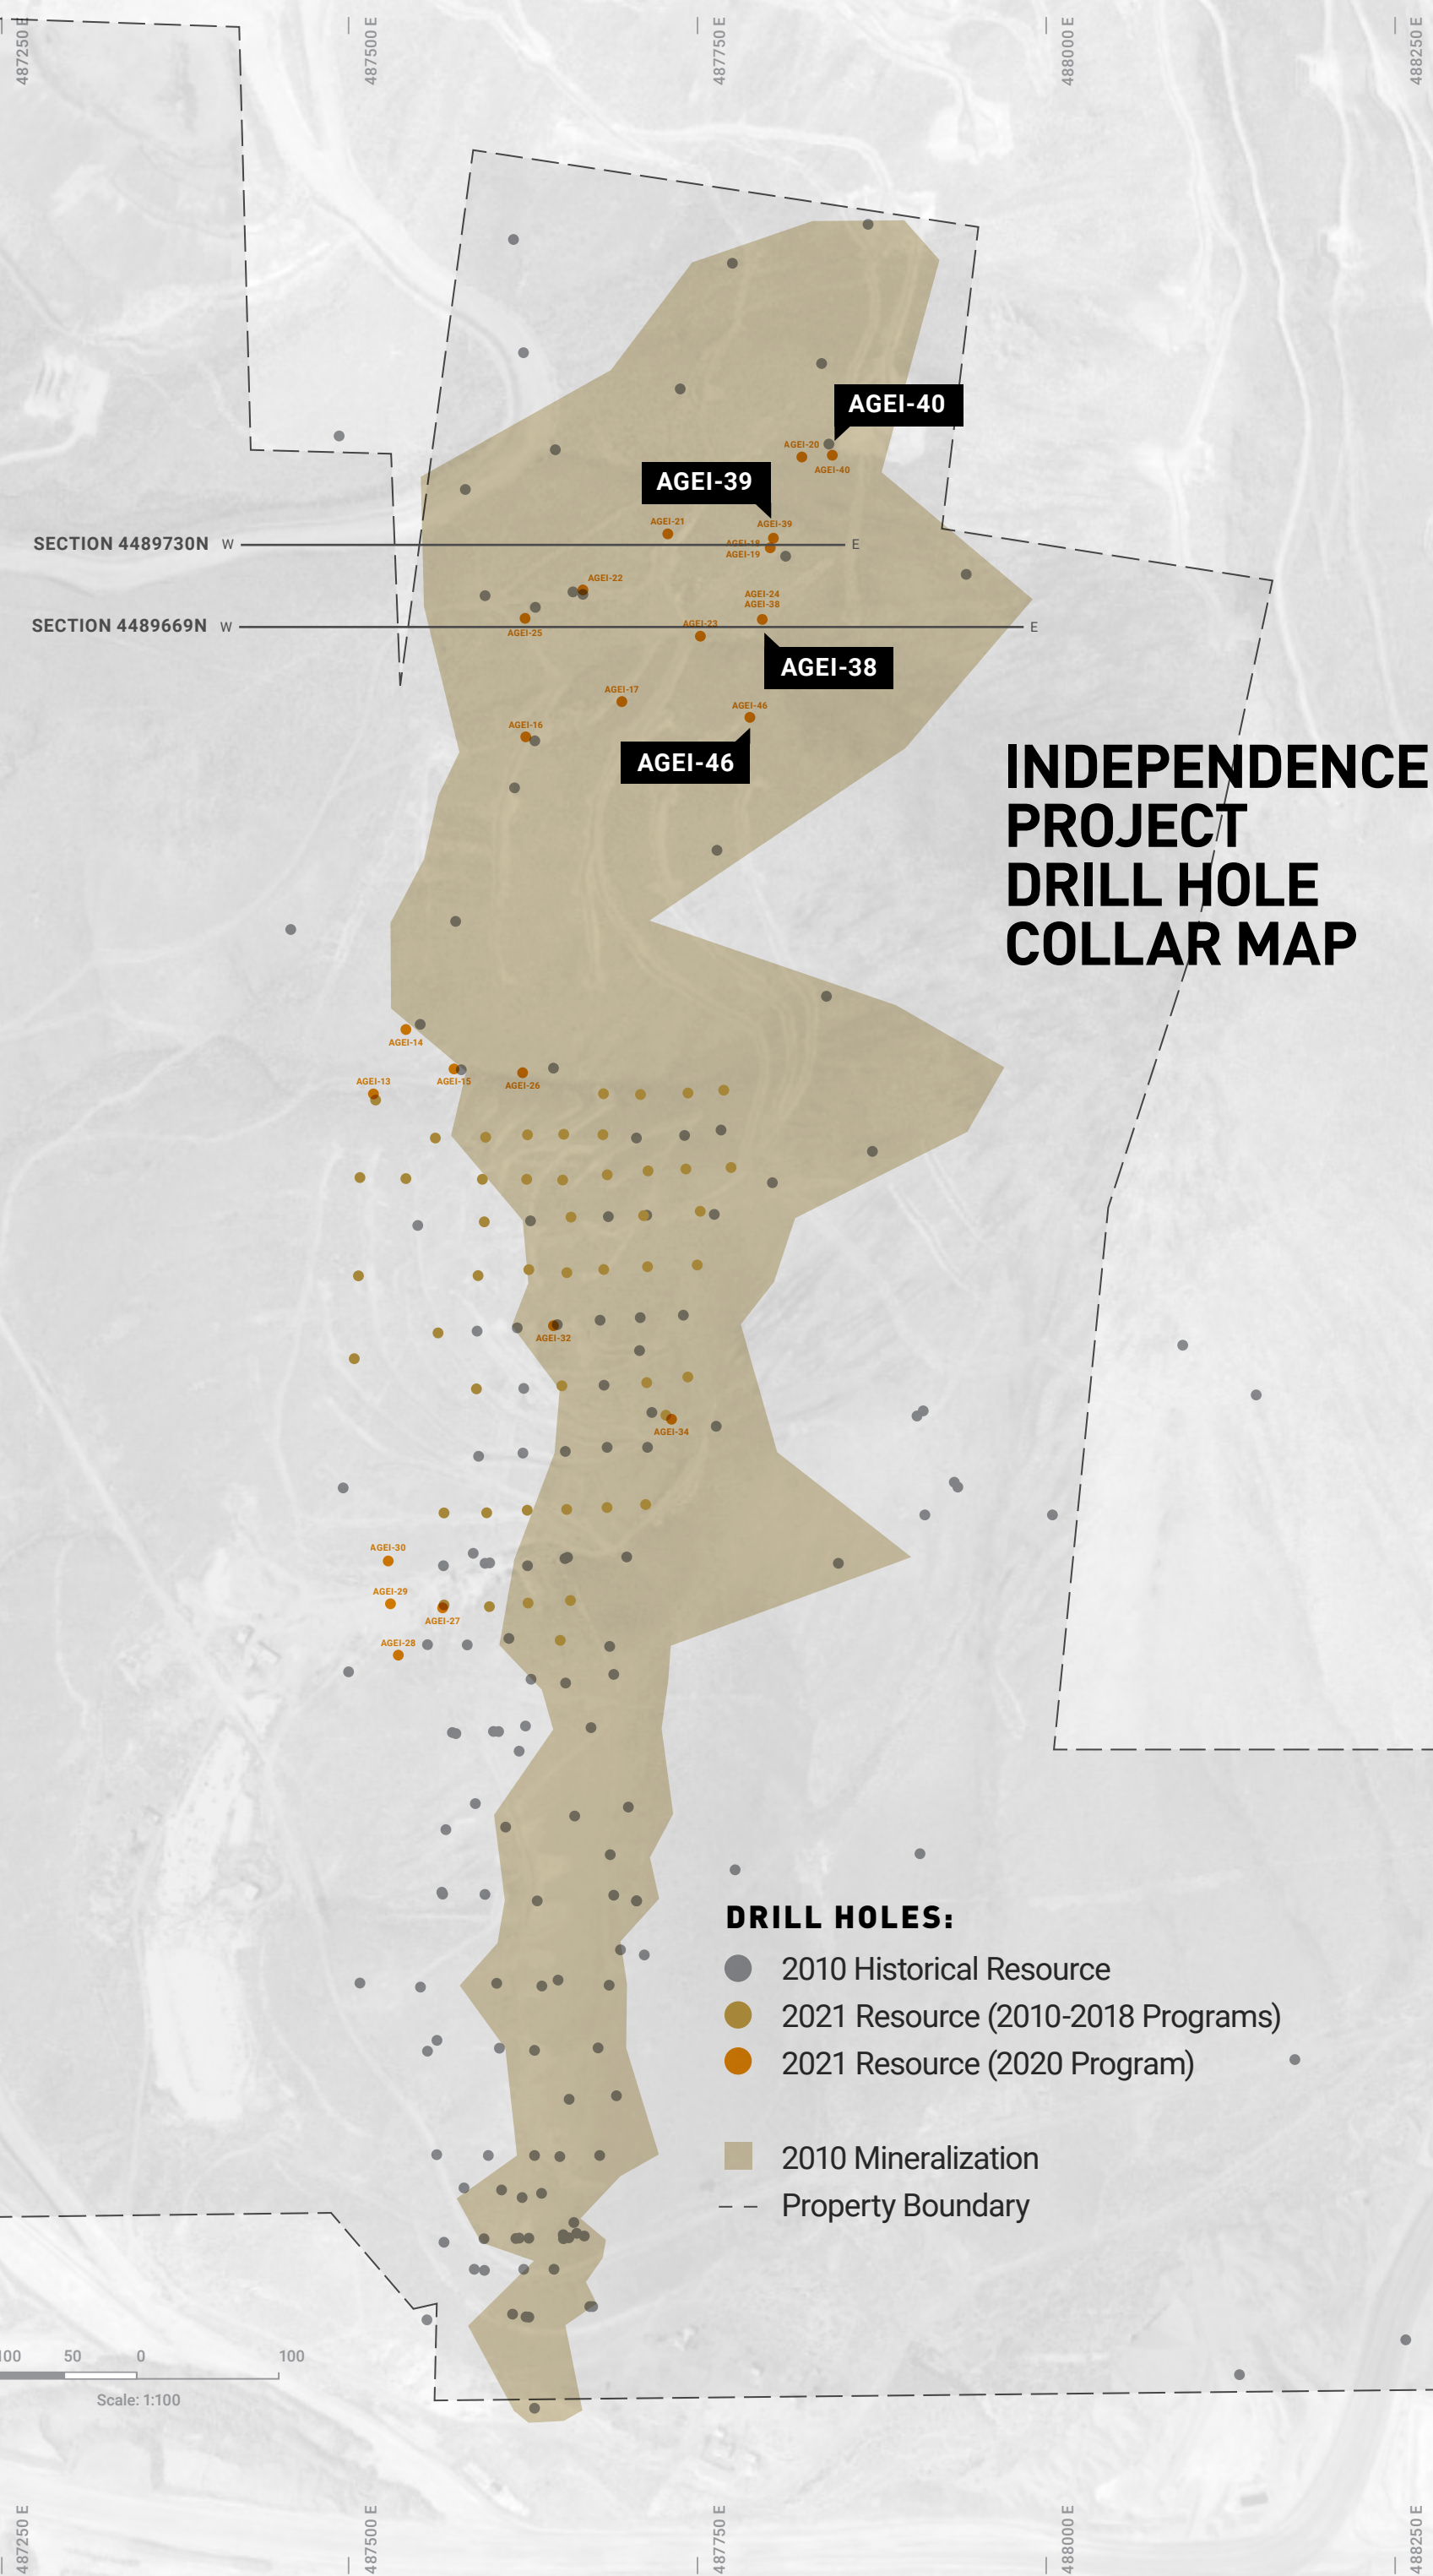 487250 E
487500 E
487750 E
488000 E
488250 E
AGEI-40
AGEI-20
AGEI-40
AGEI-39
AGEI-21
AGEI-39
SECTION 4489730N W
E
AGEI-18
AGEI-19
AGEI-22
AGEI-24
AGEI-38
SECTION 4489669N W
E
AGEI-25
AGEI-23
AGEI-38
AGEI-17
AGEI-46
AGEI-16
AGEI-46
INDEPENDENCE
PROJECT
DRILL HOLE
COLLAR MAP
AGEI-14
AGEI-13
AGEI-15
AGEI-26
AGEI-32
AGEI-34
AGEI-30
AGEI-29
AGEI-27
AGEI-28
DRILL HOLES:
2010 Historical Resource
2021 Resource (2010-2018 Programs)
2021 Resource (2020 Program)
2010 Mineralization
Property Boundary
100 50 0 100
Scale: 1:100
487250 E
487500 E
487750 E
488000 E
488250 E